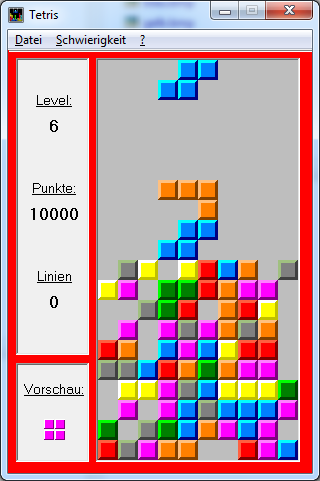 Tetris
Datei Schwierigkeit ?
Level:
6
Punkte:
10000
Linien
0
Vorschau: